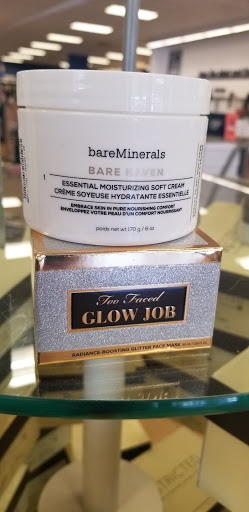 bareMinerals
BARE HAVEN
ESSENTIAL MOISTURIZING SOFT CREAM
CRÈME SOYEUSE HYDRATANTE ESSENTIELLE
EMBRACE SKIN IN PURE NOURISHING COMFORT
ENVELOPPEZ VOTRE PEAU D'UN CONFORT NOURRISSANT
poids net wt 170 g / 6 oz
Too Faced
GLOW JOB
RADIANCE-BOOSTING GLITTER FACE MASK